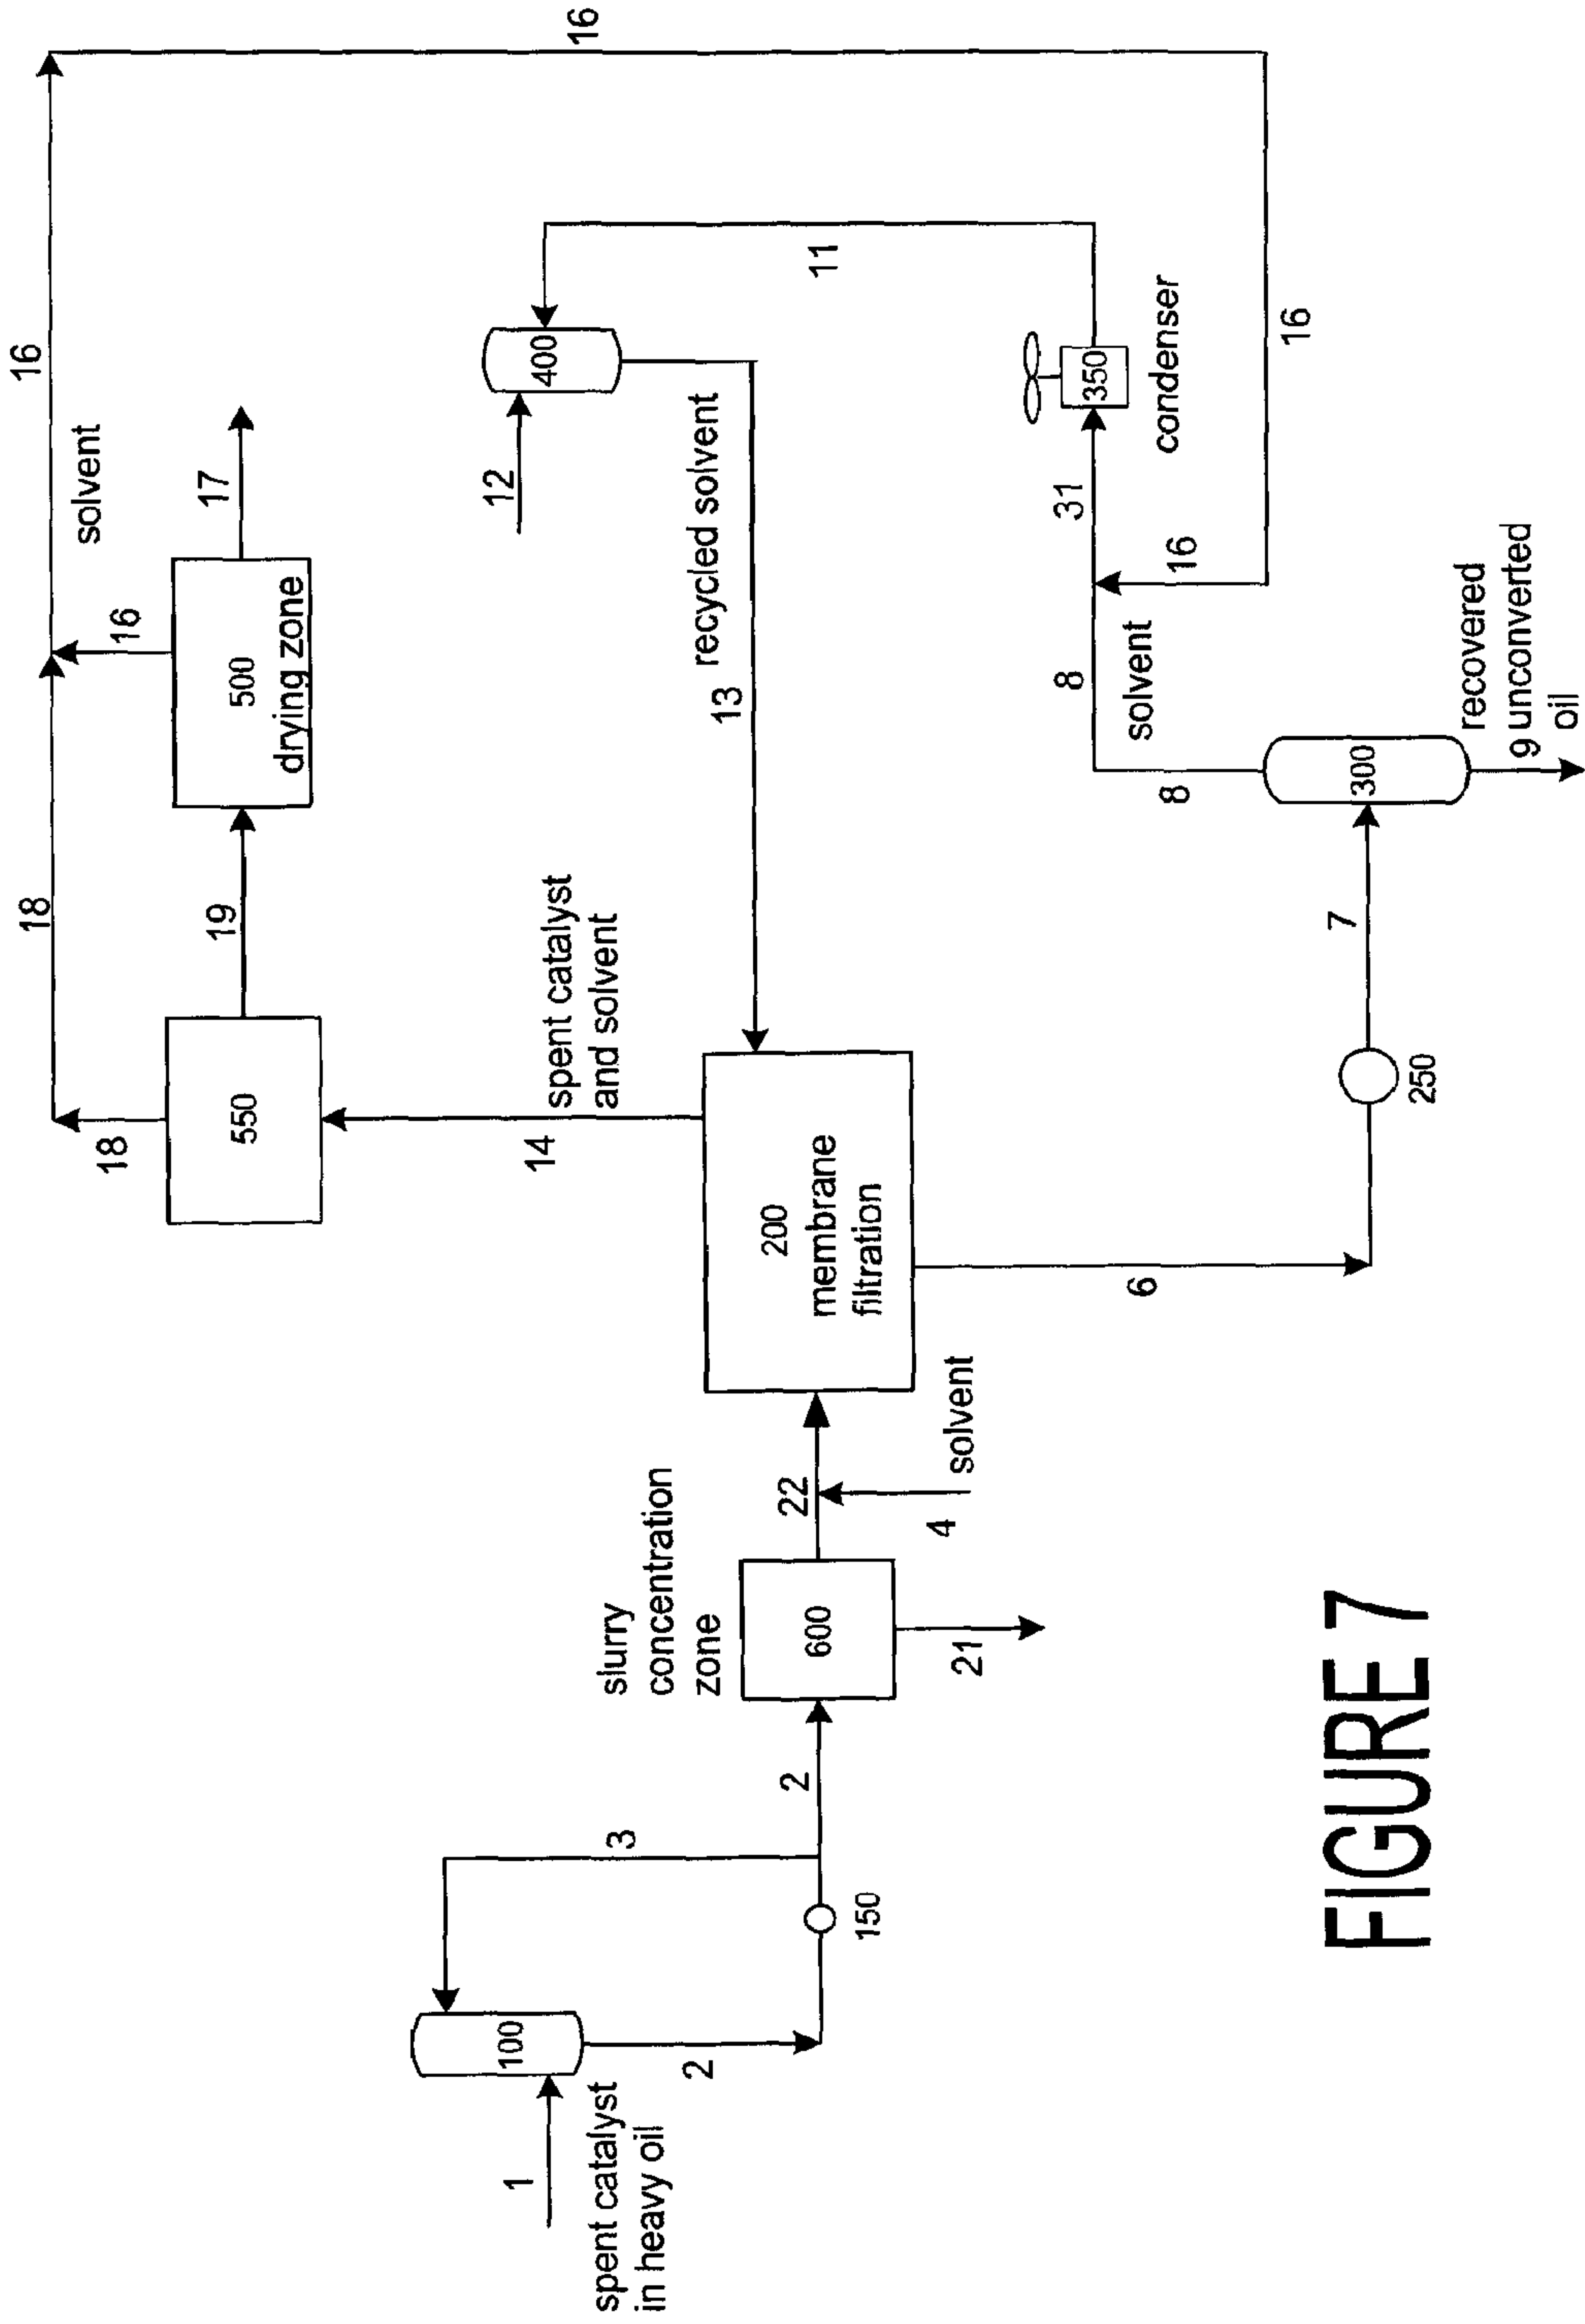 16
16
18
16
18
16
solvent
17
500
drying zone
19
550
12
400
11
recycled solvent
13
spent catalyst
and solvent
14
200
membrane
filtration
350
condenser
31
16
16
8
solvent
8
300
recovered
9 unconverted
oil
7
250
6
slurry
concentration
zone
600
22
4
solvent
21
2
3
150
100
2
1
spent catalyst
in heavy oil
FIGURE 7